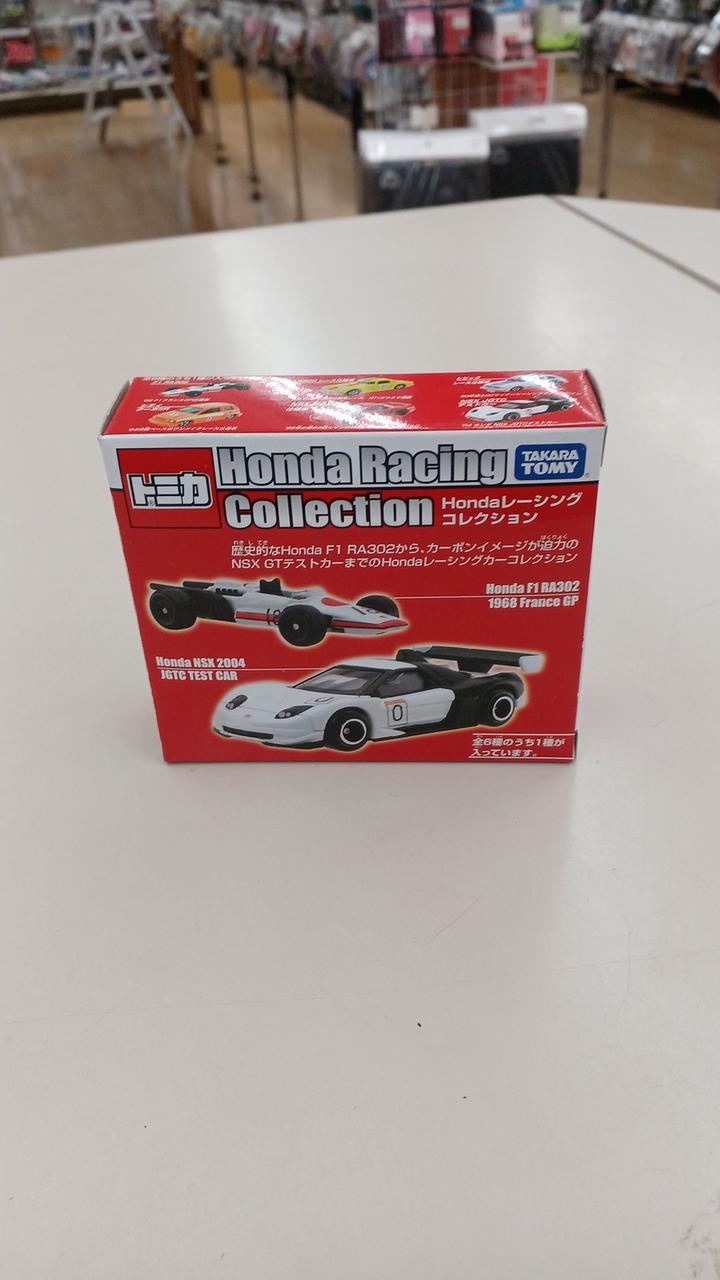 F1 RA302
トミカ
Honda Racing
Collection
TAKARA
TOMY
Hondaレーシング
コレクション
歴史的なHonda F1 RA302から、カーボンイメージが迫力の
NSX GTテストカーまでのHondaレーシングカーコレクション
Honda F1 RA302
1968 France GP
Honda NSX 2004
JGTC TEST CAR
0
全6種のうち1種が
入っています。